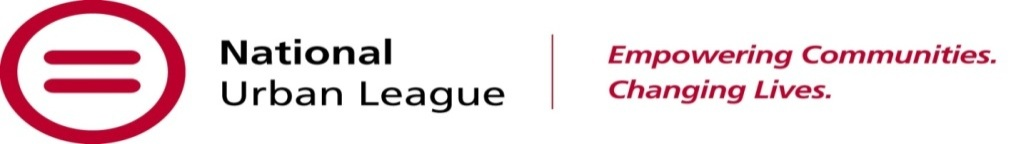 National
Urban League
Empowering Communities.
Changing Lives.